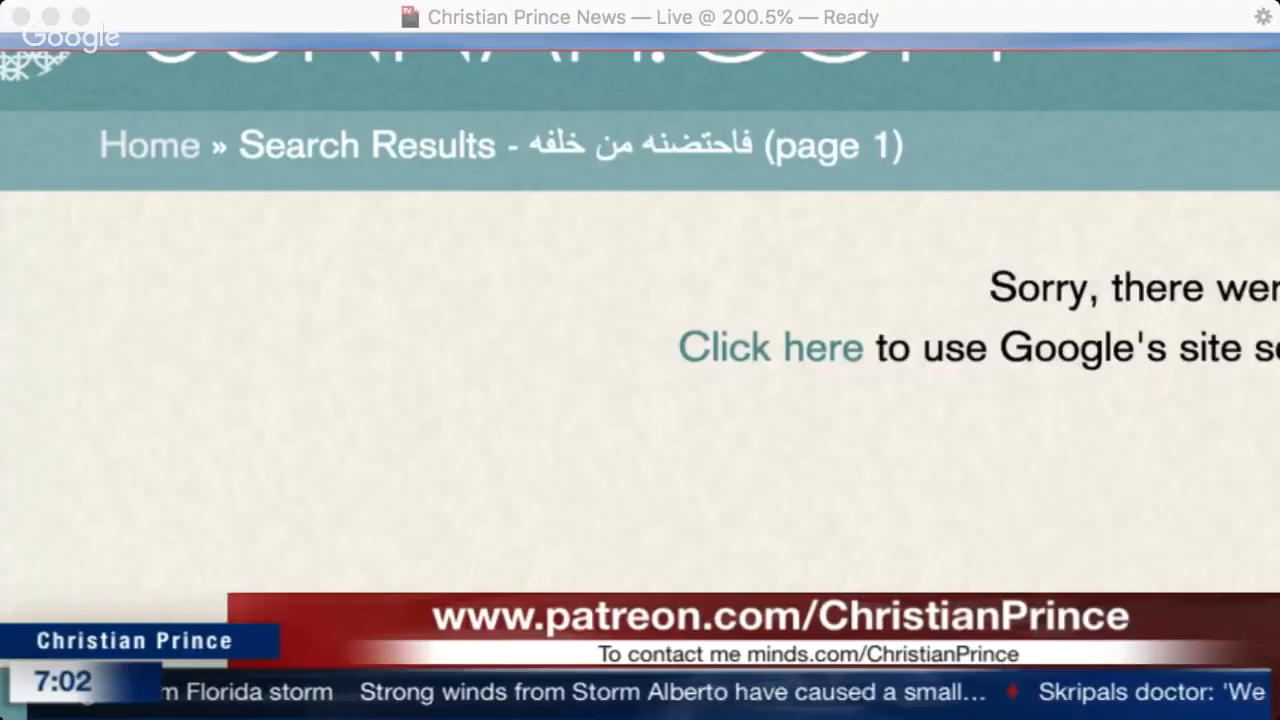 Christian Prince News — Live @ 200.5% — Ready
Google
Home » Search Results - فاحتضنه من خلفه (page 1)
Sorry, there wer
Click here to use Google's site se
www.patreon.com/ChristianPrince
To contact me minds.com/ChristianPrince
Christian Prince
7:02
m Florida storm Strong winds from Storm Alberto have caused a small... Skripals doctor: 'We